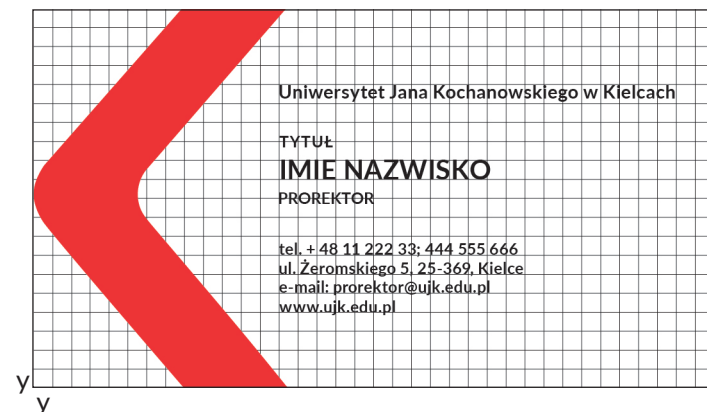 Uniwersytet Jana Kochanowskiego w Kielcach
TYTUŁ
IMIE NAZWISKO
PROREKTOR
tel. + 48 11 222 33; 444 555 666
ul. Żeromskiego 5, 25-369, Kielce
e-mail: prorektor@ujk.edu.pl
www.ujk.edu.pl
y
y